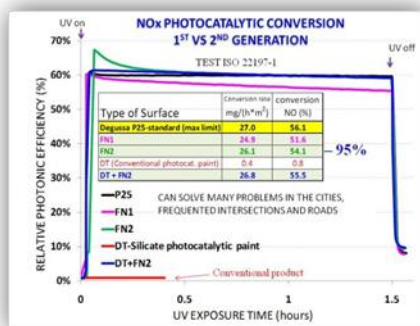 UV on
NOx PHOTOCATALYTIC CONVERSION
1ST VS 2ND GENERATION
UV off
TEST ISO 22197-1
RELATIVE PHOTONIC EFFICIENCY (%)
70%
60%
50%
40%
30%
20%
10%
0%
Type of Surface
Conversion rate mg/(h*m²)
conversion NO (%)
Degussa P25-standard (max limit) 27.0 56.1
FN1 24.9 51.6
FN2 26.1 54.1
DT (Conventional photocat. paint) 0.4 0.8
DT + FN2 26.8 55.5
– 95%
P25
FN1
FN2
DT-Silicate photocatalytic paint
DT+FN2
CAN SOLVE MANY PROBLEMS IN THE CITIES,
FREQUENTED INTERSECTIONS AND ROADS
Conventional product
0 0.5 1 1.5
UV EXPOSURE TIME (hours)